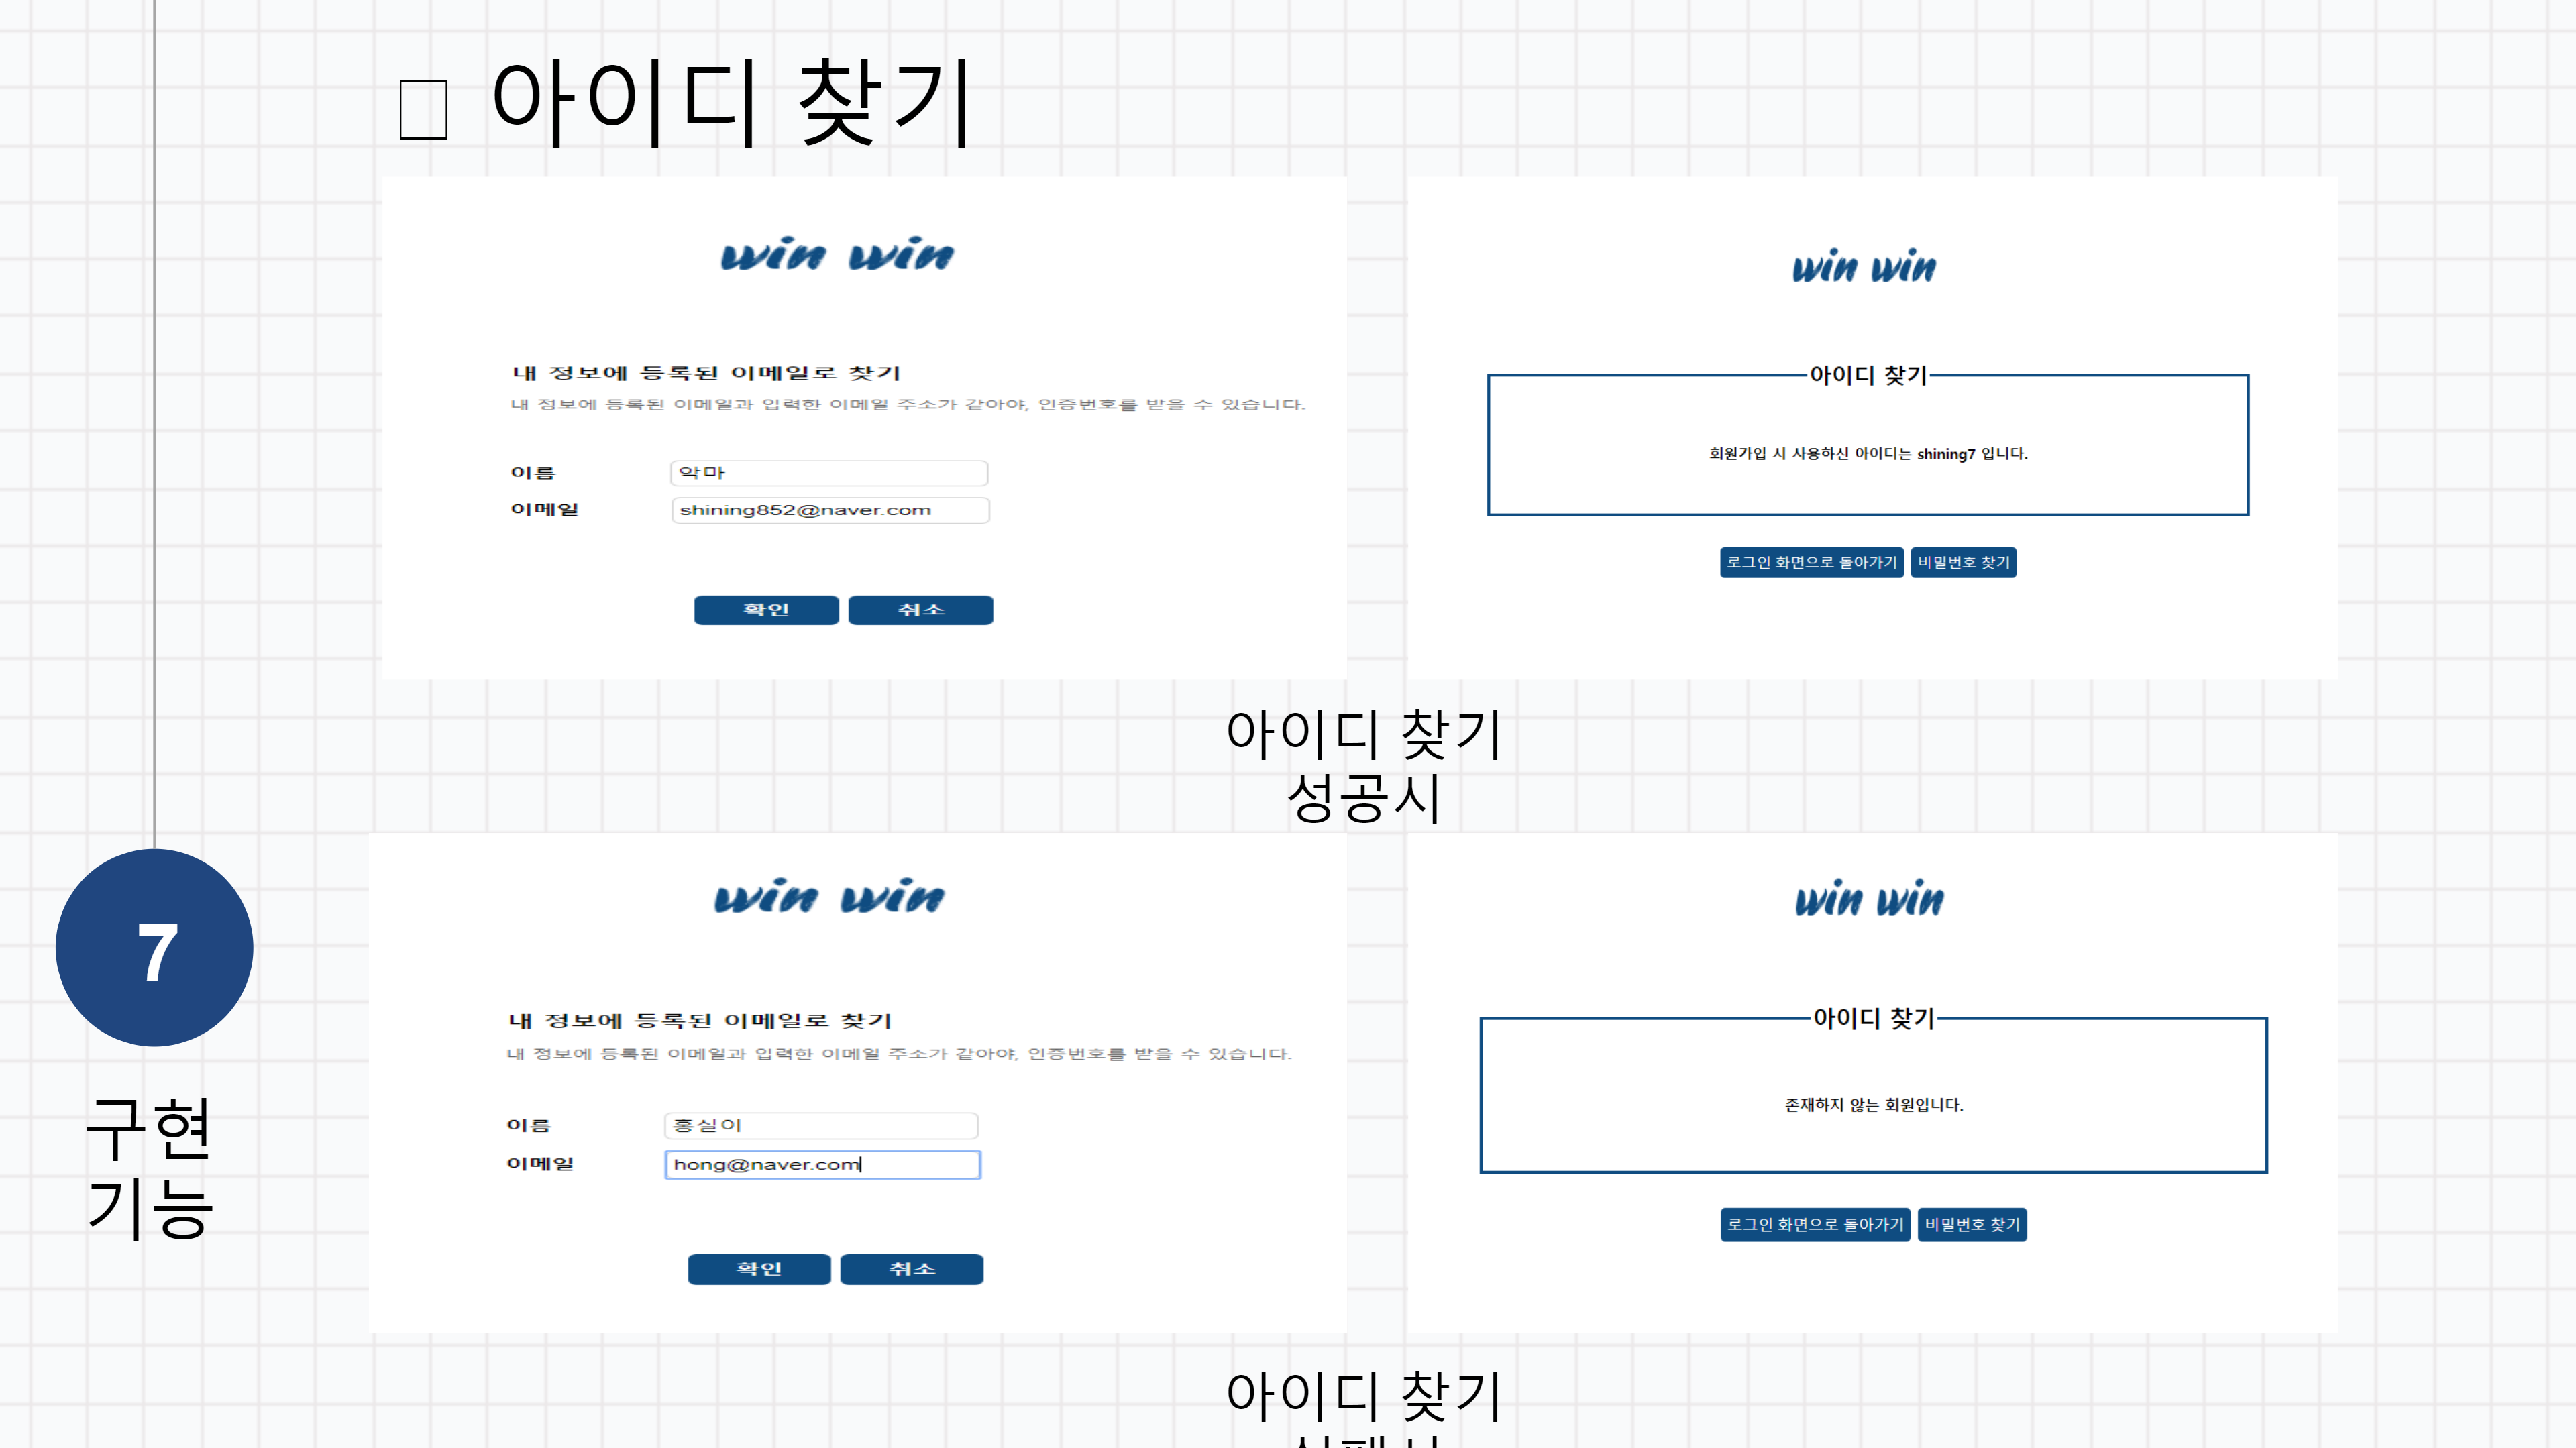 아이디 찾기
win win
내 정보에 등록된 이메일로 찾기
내 정보에 등록된 이메일과 입력한 이메일 주소가 같아야, 인증번호를 받을 수 있습니다.
이름 악마
이메일 shining852@naver.com
확인 취소
win win
아이디 찾기
회원가입 시 사용하신 아이디는 shining7 입니다.
로그인 화면으로 돌아가기 비밀번호 찾기
아이디 찾기
성공시
win win
내 정보에 등록된 이메일로 찾기
내 정보에 등록된 이메일과 입력한 이메일 주소가 같아야, 인증번호를 받을 수 있습니다.
이름 홍실이
이메일 hong@naver.com
확인 취소
win win
아이디 찾기
존재하지 않는 회원입니다.
로그인 화면으로 돌아가기 비밀번호 찾기
7
구현
기능
아이디 찾기